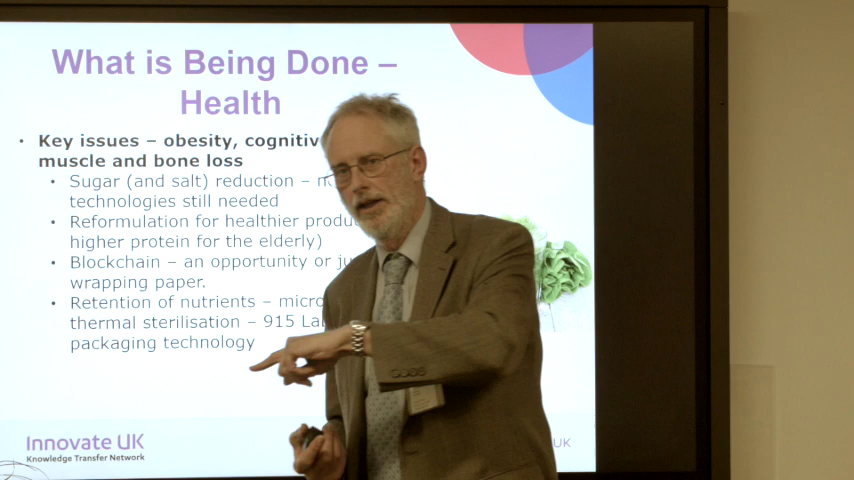 What is Being Done –
Health
• Key issues – obesity,
muscle and bone loss
• Sugar (and salt) reduction –
technologies still needed
• Reformulation for healthier
higher protein for the elderly)
• Blockchain – an opportunity or
wrapping paper.
• Retention of nutrients –
thermal sterilisation – 915
packaging technology
Innovate UK
UK
Knowledge Transfer Network